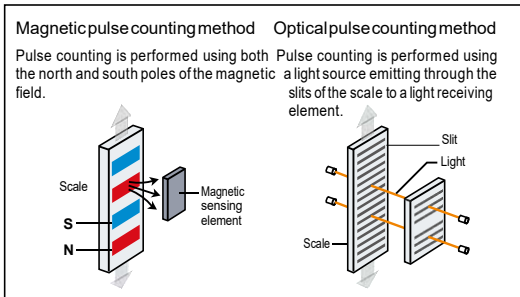 Magnetic pulse counting method
Pulse counting is performed using both
the north and south poles of the magnetic
field.
Scale
S
N
Magnetic
sensing
element
Optical pulse counting method
Pulse counting is performed using
a light source emitting through the
slits of the scale to a light receiving
element.
Slit
Light
Scale